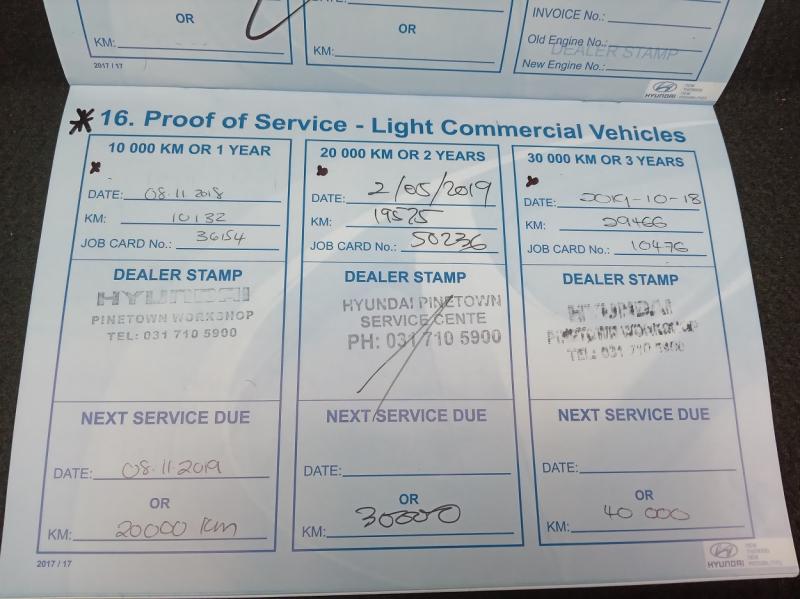 OR
KM:
2017 / 17
OR
KM:
INVOICE No.:
Old Engine No.:
DEALER STAMP
New Engine No.:
HYUNDAI
*16. Proof of Service - Light Commercial Vehicles
10 000 KM OR 1 YEAR
DATE: 08.11.2018
KM: 10132
JOB CARD No.: 36154
DEALER STAMP
HYUNDAI
PINETOWN WORKSHOP
TEL: 031 710 5900
NEXT SERVICE DUE
DATE: 08.11.2019
OR
KM: 20000 Km
20 000 KM OR 2 YEARS
DATE: 2/05/2019
KM: 19525
JOB CARD No.: 50236
DEALER STAMP
HYUNDAI PINETOWN
SERVICE CENTE
PH: 031 710 5900
NEXT SERVICE DUE
DATE:
OR
KM: 30000
30 000 KM OR 3 YEARS
DATE: 2019-10-18
KM: 29466
JOB CARD No.: 10476
DEALER STAMP
HYUNDAI
PINETOWN WORKSHOP
TEL: 031 710 5900
NEXT SERVICE DUE
DATE:
OR
KM: 40 000
2017 / 17
HYUNDAI